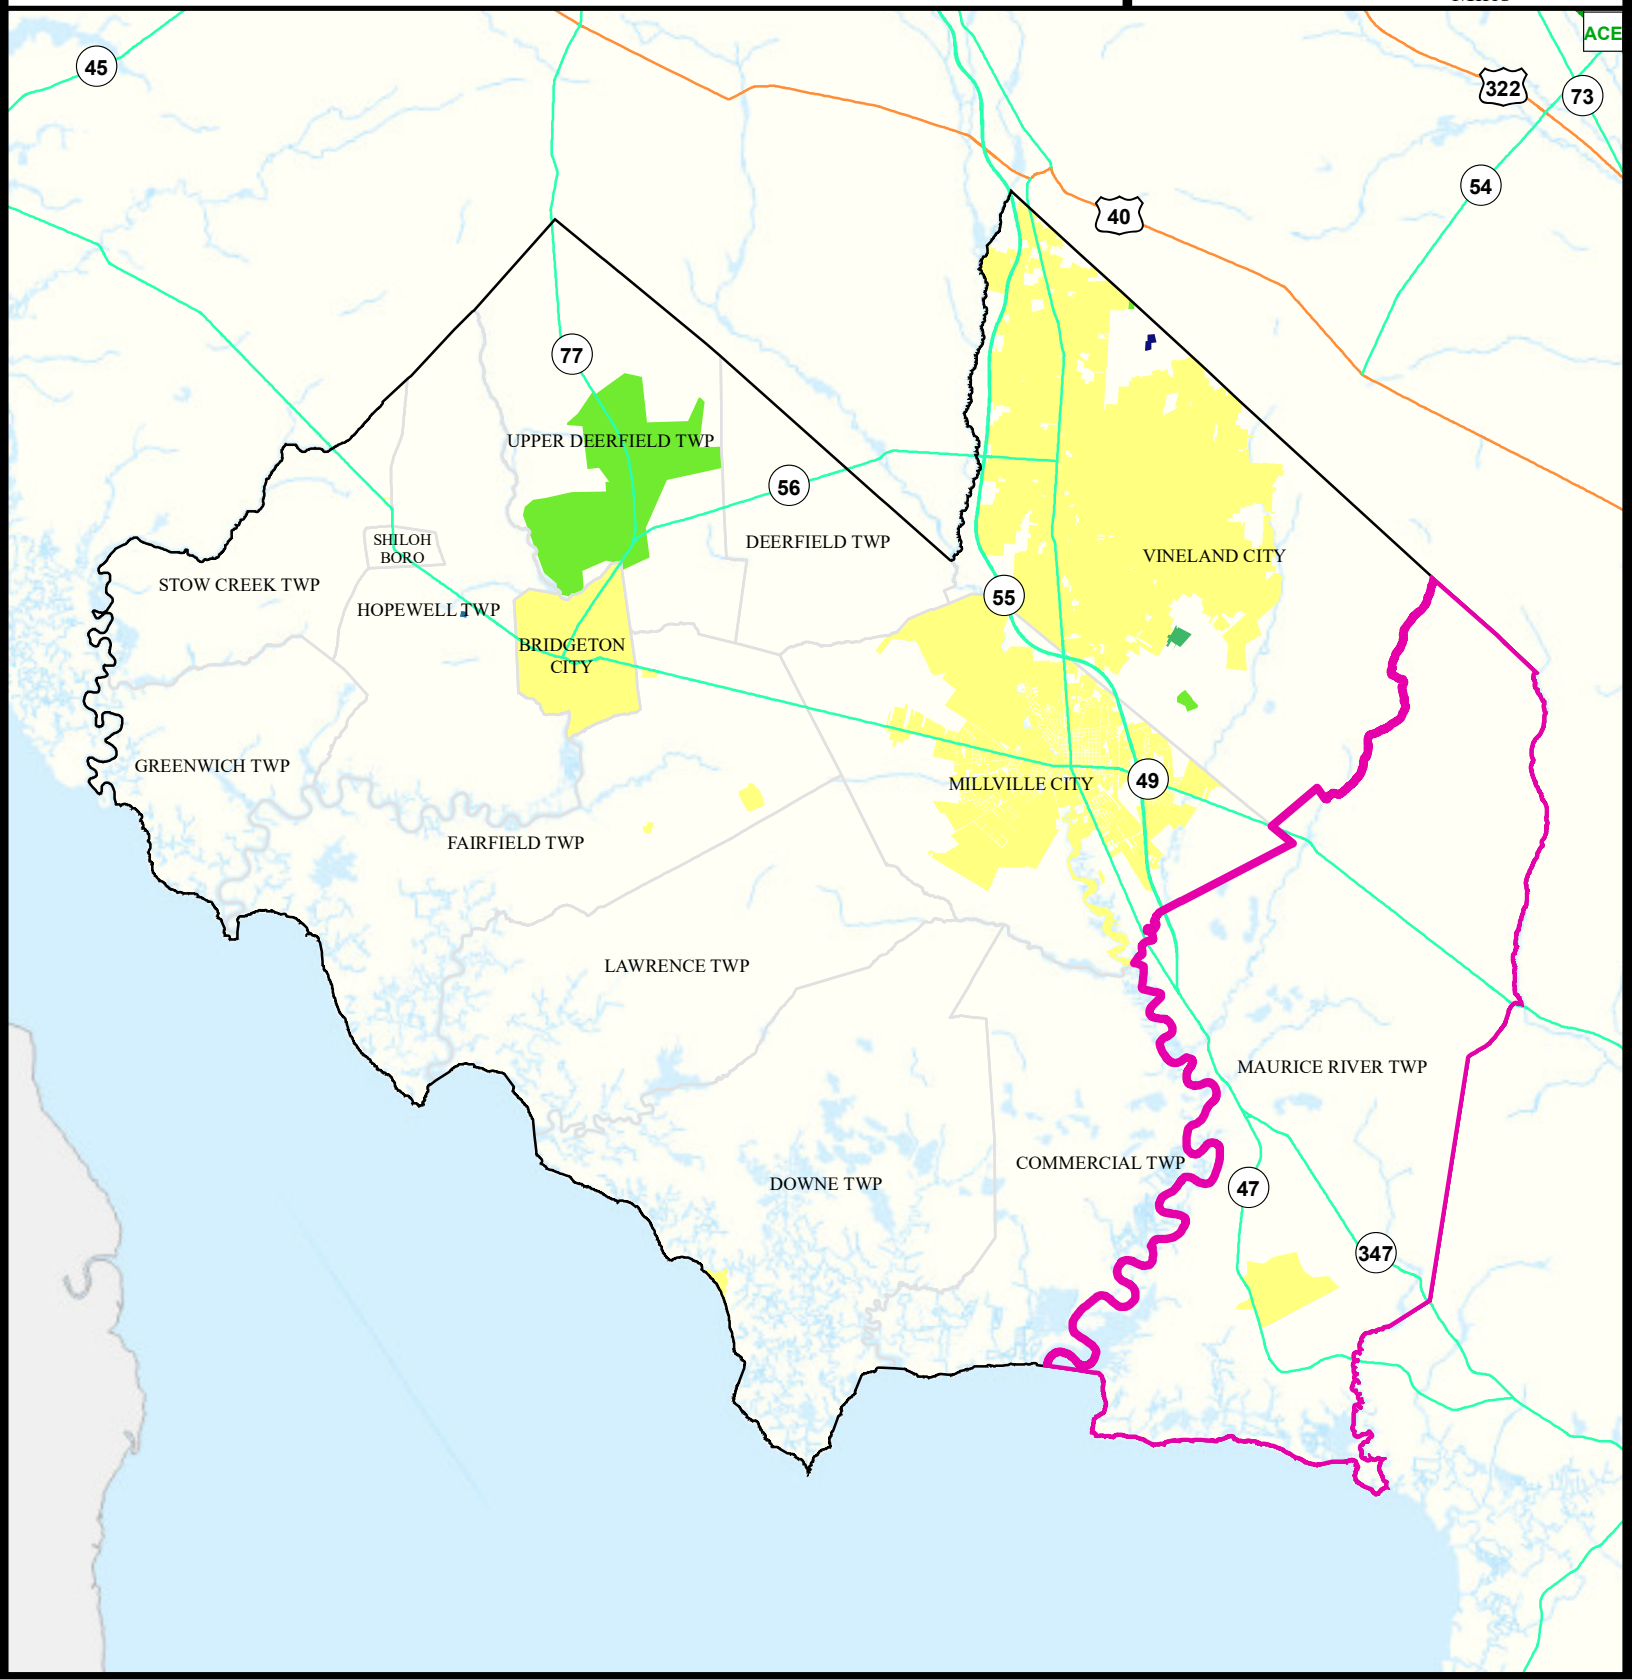 ACE
45
322
73
54
40
77
UPPER DEERFIELD TWP
56
SHILOH
BORO
DEERFIELD TWP
VINELAND CITY
STOW CREEK TWP
55
HOPEWELL TWP
BRIDGETON
CITY
GREENWICH TWP
MILLVILLE CITY
49
FAIRFIELD TWP
LAWRENCE TWP
MAURICE RIVER TWP
COMMERCIAL TWP
DOWNE TWP
47
347